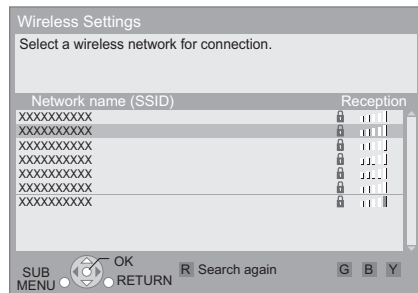 Wireless Settings
Select a wireless network for connection.
Network name (SSID) Reception
XXXXXXXXXX
XXXXXXXXXX
XXXXXXXXXX
XXXXXXXXXX
XXXXXXXXXX
XXXXXXXXXX
XXXXXXXXXX
OK
SUB MENU
RETURN
R Search again
G B Y